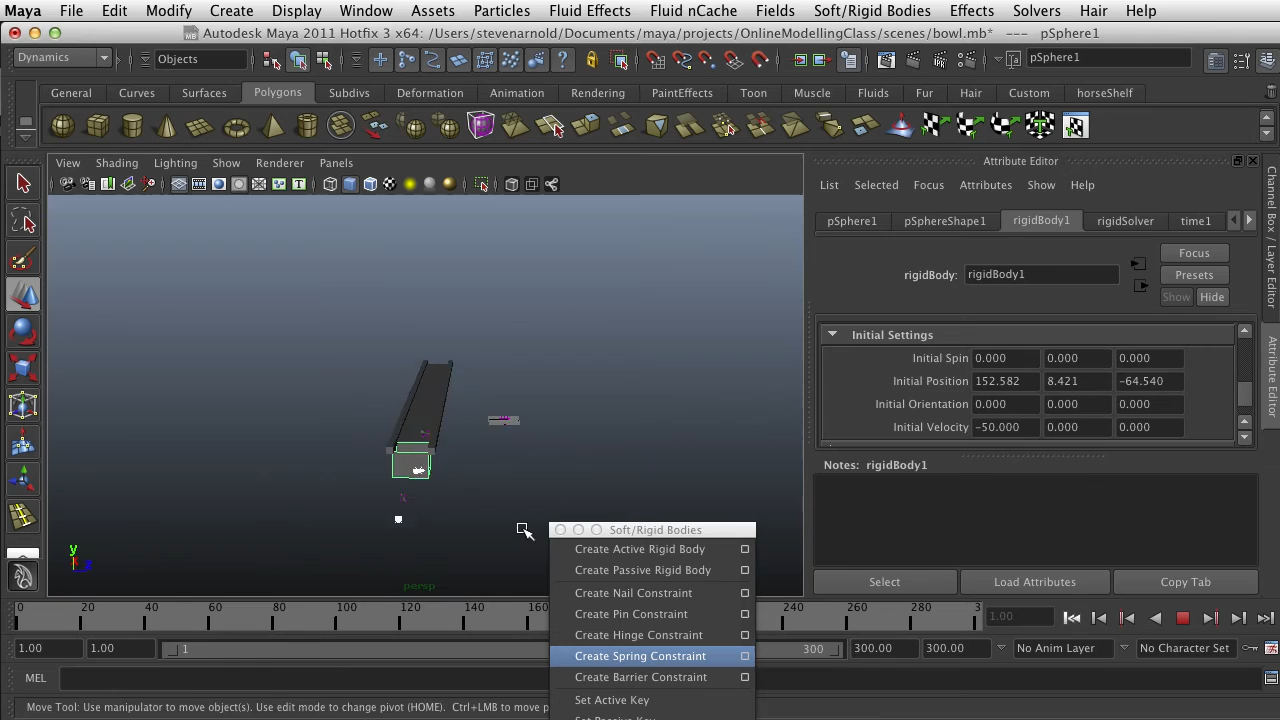 Maya File Edit Modify Create Display Window Assets Particles Fluid Effects Fluid nCache Fields Soft/Rigid Bodies Effects Solvers Hair Help
Autodesk Maya 2011 Hotfix 3 x64: /Users/stevenarnold/Documents/maya/projects/OnlineModellingClass/scenes/bowl.mb* --- pSphere1
Dynamics Objects pSphere1
General Curves Surfaces Polygons Subdivs Deformation Animation Rendering PaintEffects Toon Muscle Fluids Fur Hair Custom horseShelf
View Shading Lighting Show Renderer Panels
Attribute Editor
List Selected Focus Attributes Show Help
pSphere1 pSphereShape1 rigidBody1 rigidSolver time1
Focus
rigidBody: rigidBody1 Presets
Show Hide
Initial Settings
Initial Spin 0.000 0.000 0.000
Initial Position 152.582 8.421 -64.540
Initial Orientation 0.000 0.000 0.000
Initial Velocity -50.000 0.000 0.000
Notes: rigidBody1
Select Load Attributes Copy Tab
Channel Box / Layer Editor
Attribute Editor
y
persp
Soft/Rigid Bodies
Create Active Rigid Body
Create Passive Rigid Body
Create Nail Constraint
Create Pin Constraint
Create Hinge Constraint
Create Spring Constraint
Create Barrier Constraint
Set Active Key
0 20 40 60 80 100 120 140 160 240 260 280 3 1.00
1.00 1.00 1 300 300.00 300.00 No Anim Layer No Character Set
MEL
Move Tool: Use manipulator to move object(s). Use edit mode to change pivot (HOME). Ctrl+LMB to move p